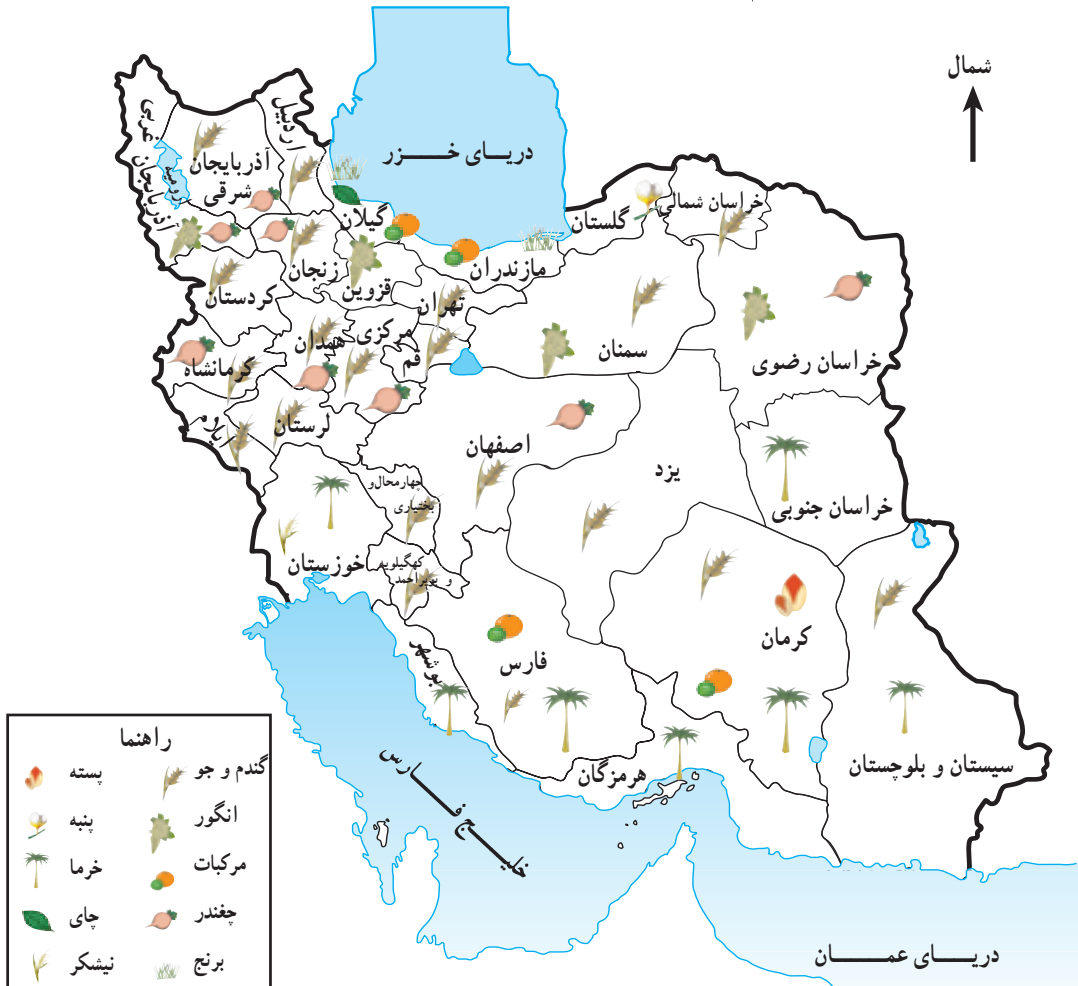 شمال
دریای خزر
آذربایجان غربی
ارومیه
آذربایجان
شرقی
اردبیل
گیلان
مازندران
گلستان
خراسان شمالی
خراسان رضوی
زنجان
قزوین
تهران
سمنان
کردستان
همدان
مرکزی
قم
کرمانشاه
ایلام
لرستان
اصفهان
یزد
خراسان جنوبی
چهارمحال و
بختیاری
خوزستان
کهگیلویه
و بویراحمد
فارس
کرمان
بوشهر
هرمزگان
سیستان و بلوچستان
خلیج فارس
دریای عمان
راهنما
گندم و جو
پسته
انگور
پنبه
مرکبات
خرما
چغندر
چای
برنج
نیشکر